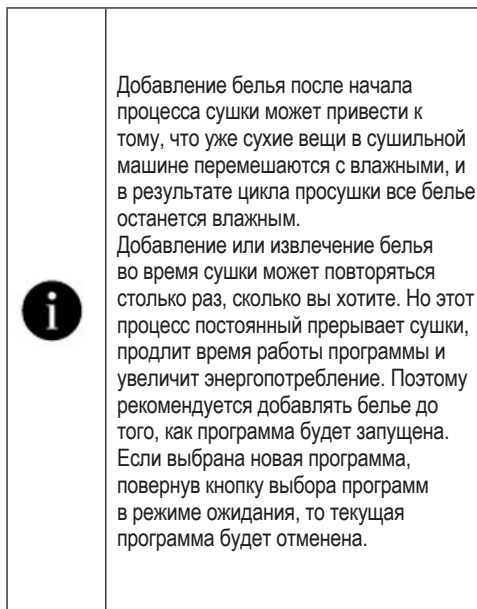 Добавление белья после начала
процесса сушки может привести к
тому, что уже сухие вещи в сушильной
машине перемешаются с влажными, и
в результате цикла просушки все белье
останется влажным.
Добавление или извлечение белья
во время сушки может повторяться
столько раз, сколько вы хотите. Но этот
процесс постоянный прерывает сушки,
продлит время работы программы и
увеличит энергопотребление. Поэтому
рекомендуется добавлять белье до
того, как программа будет запущена.
Если выбрана новая программа,
повернув кнопку выбора программ
в режиме ожидания, то текущая
программа будет отменена.